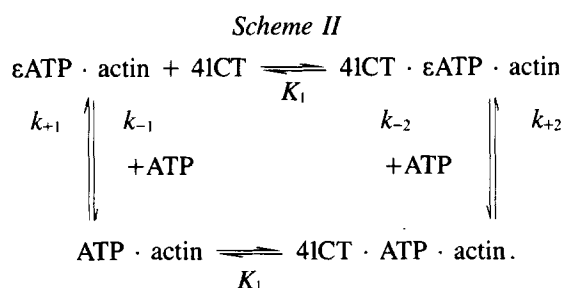 Scheme II
εATP · actin + 41CT ⇌ 41CT · εATP · actin
K₁
k₊₁ k₋₁ k₋₂ k₊₂
+ATP +ATP
ATP · actin ⇌ 41CT · ATP · actin.
K₁